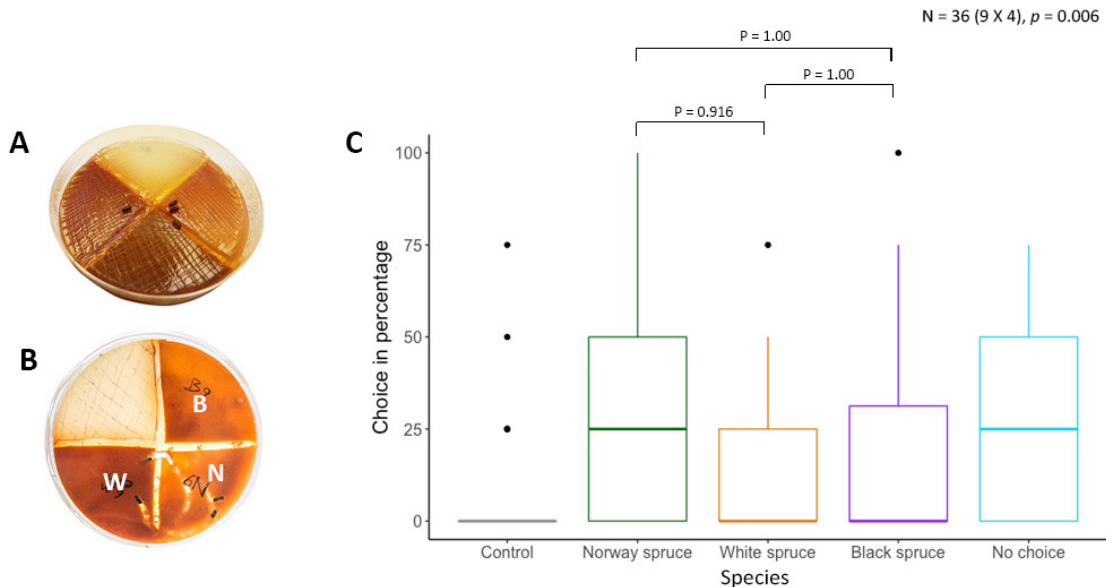 N = 36 (9 X 4), p = 0.006
P = 1.00
P = 1.00
P = 0.916
A
C
B
100
75
50
25
0
Choice in percentage
B
W
N
Control
Norway spruce
White spruce
Black spruce
No choice
Species